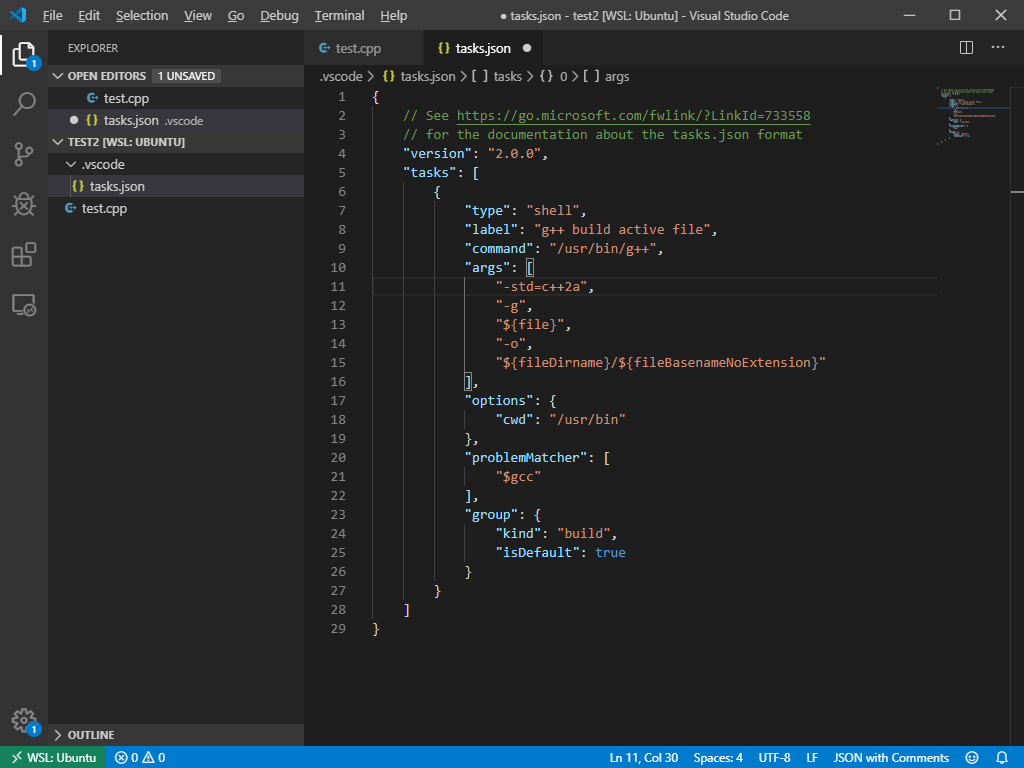 File Edit Selection View Go Debug Terminal Help ● tasks.json - test2 [WSL: Ubuntu] - Visual Studio Code
EXPLORER
OPEN EDITORS 1 UNSAVED
test.cpp
{} tasks.json .vscode
TEST2 [WSL: UBUNTU]
.vscode
{} tasks.json
test.cpp
OUTLINE
1
1
test.cpp {} tasks.json ●
.vscode > {} tasks.json > [ ] tasks > {} 0 > [ ] args
1 {
2 // See https://go.microsoft.com/fwlink/?LinkId=733558
3 // for the documentation about the tasks.json format
4 "version": "2.0.0",
5 "tasks": [
6 {
7 "type": "shell",
8 "label": "g++ build active file",
9 "command": "/usr/bin/g++",
10 "args": [
11 "-std=c++2a",
12 "-g",
13 "${file}",
14 "-o",
15 "${fileDirname}/${fileBasenameNoExtension}"
16 ],
17 "options": {
18 "cwd": "/usr/bin"
19 },
20 "problemMatcher": [
21 "$gcc"
22 ],
23 "group": {
24 "kind": "build",
25 "isDefault": true
26 }
27 }
28 ]
29 }
WSL: Ubuntu 0 0 Ln 11, Col 30 Spaces: 4 UTF-8 LF JSON with Comments